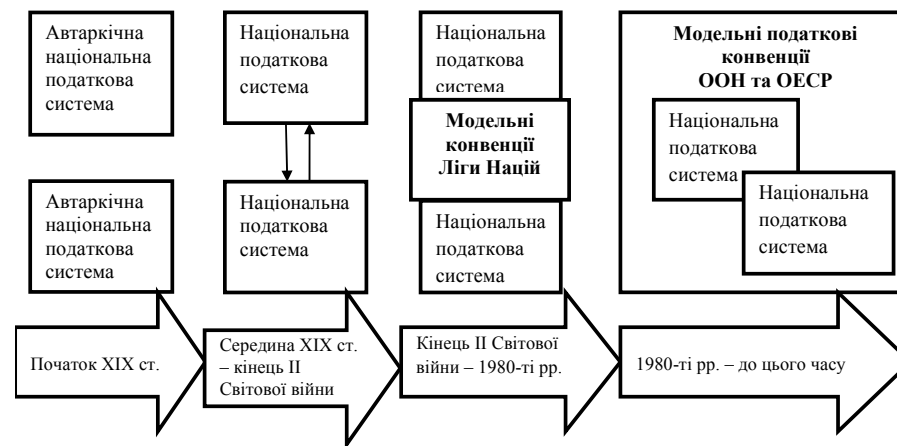 Автаркічна
національна
податкова
система
Автаркічна
національна
податкова
система
Національна
податкова
система
Національна
податкова
система
Національна
податкова
система
Модельні
конвенції
Ліги Націй
Національна
податкова
система
Модельні податкові
конвенції
ООН та ОЕСР
Національна
податкова
система
Національна
податкова
система
Початок XIX ст.
Середина XIX ст.
– кінець II
Світової війни
Кінець II Світової
війни – 1980-ті рр.
1980-ті рр. – до цього часу